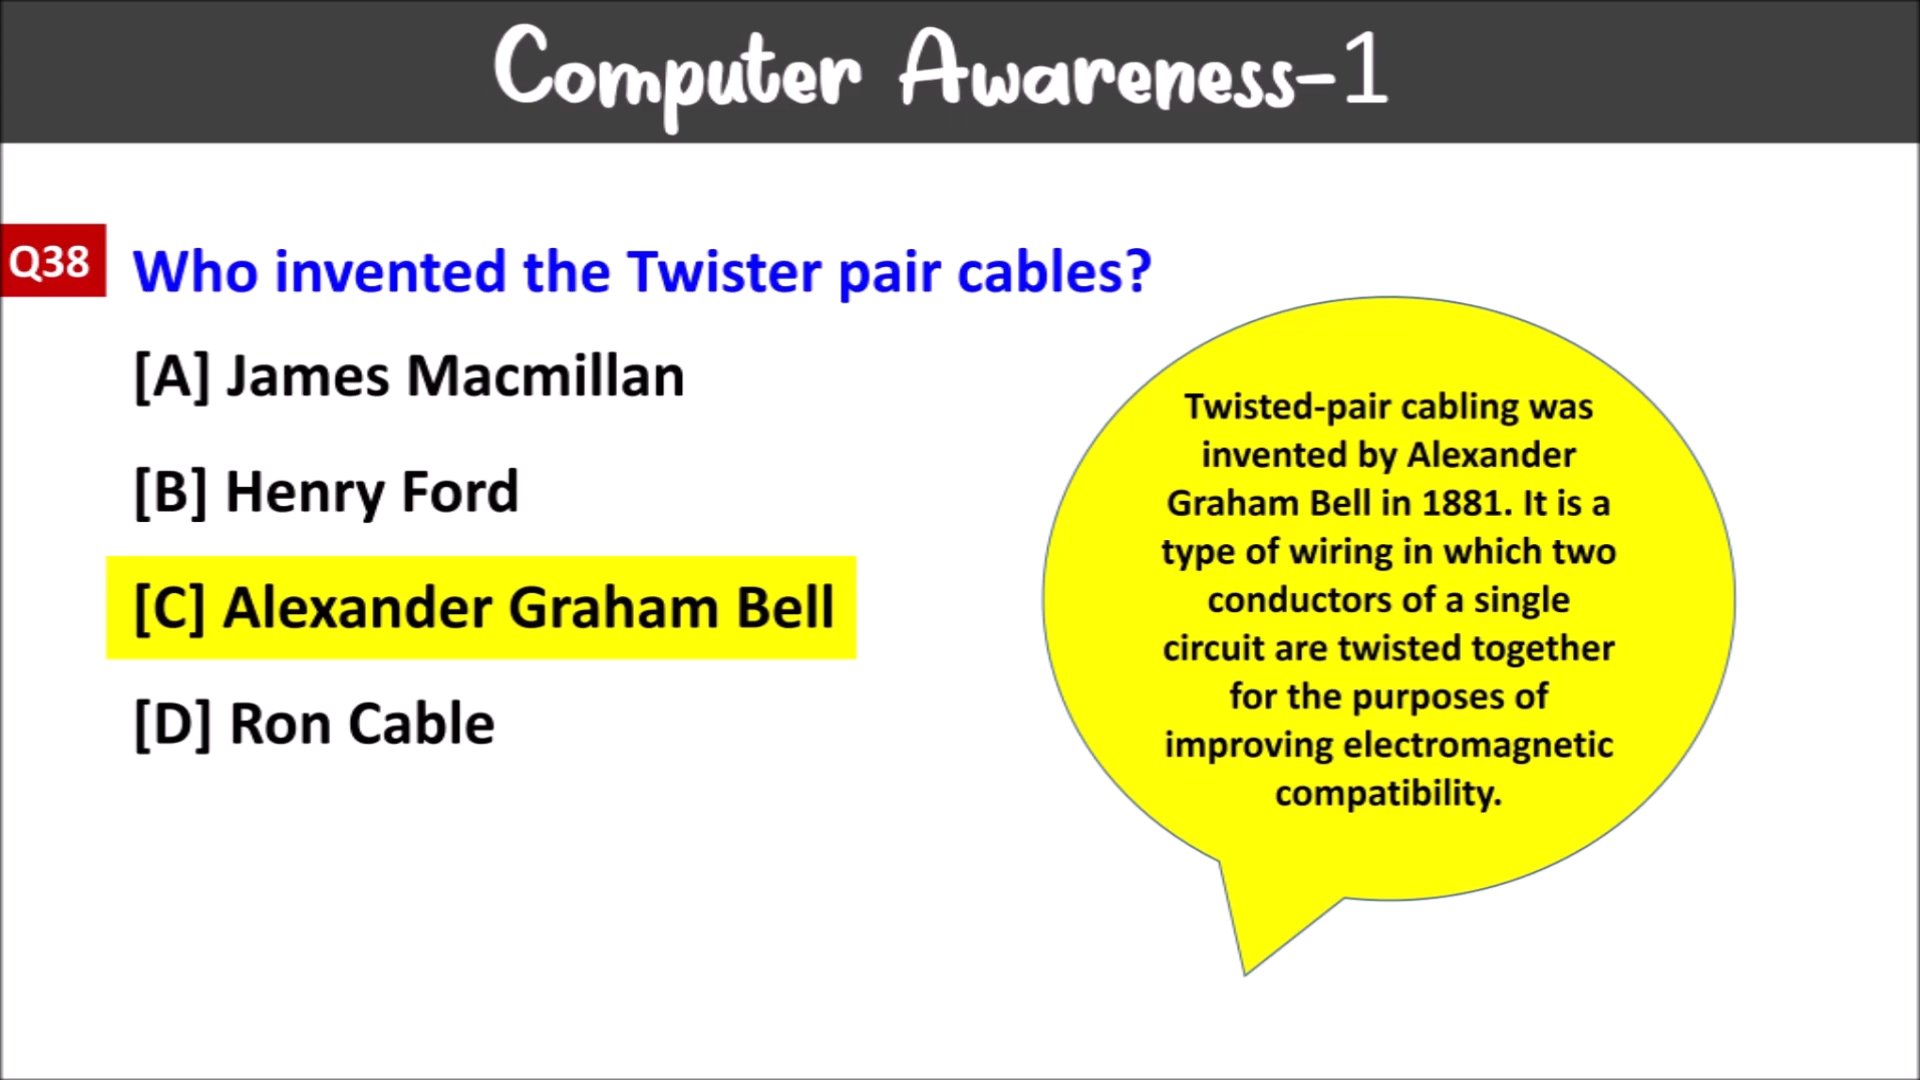 Computer Awareness-1
Q38
Who invented the Twister pair cables?
[A] James Macmillan
[B] Henry Ford
[C] Alexander Graham Bell
[D] Ron Cable
Twisted-pair cabling was
invented by Alexander
Graham Bell in 1881. It is a
type of wiring in which two
conductors of a single
circuit are twisted together
for the purposes of
improving electromagnetic
compatibility.